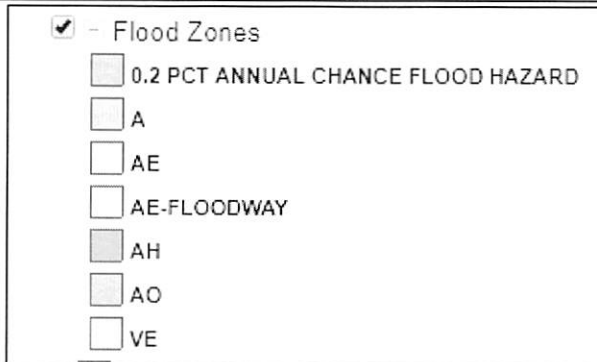 Flood Zones
0.2 PCT ANNUAL CHANCE FLOOD HAZARD
A
AE
AE-FLOODWAY
AH
AO
VE